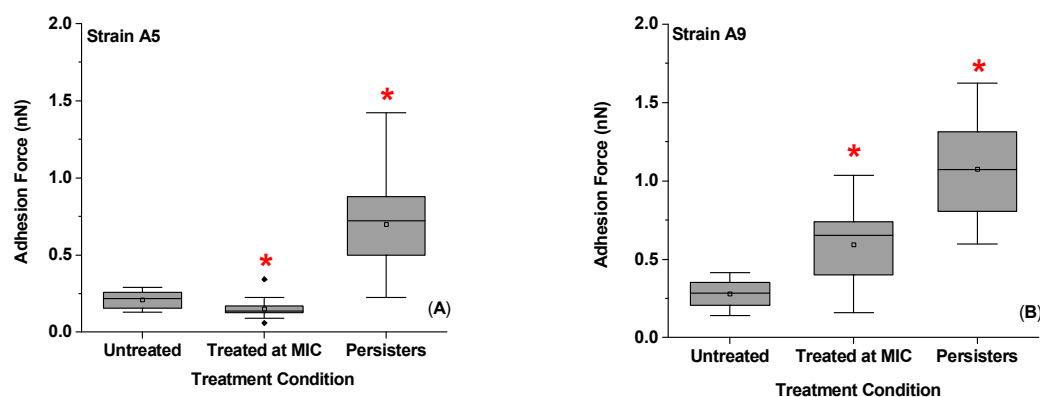 Strain A5
2.0
1.5
1.0
0.5
0.0
Adhesion Force (nN)
*
*
(A)
Untreated Treated at MIC Persisters
Treatment Condition
Strain A9
2.0
1.5
1.0
0.5
0.0
Adhesion Force (nN)
*
*
(B)
Untreated Treated at MIC Persisters
Treatment Condition